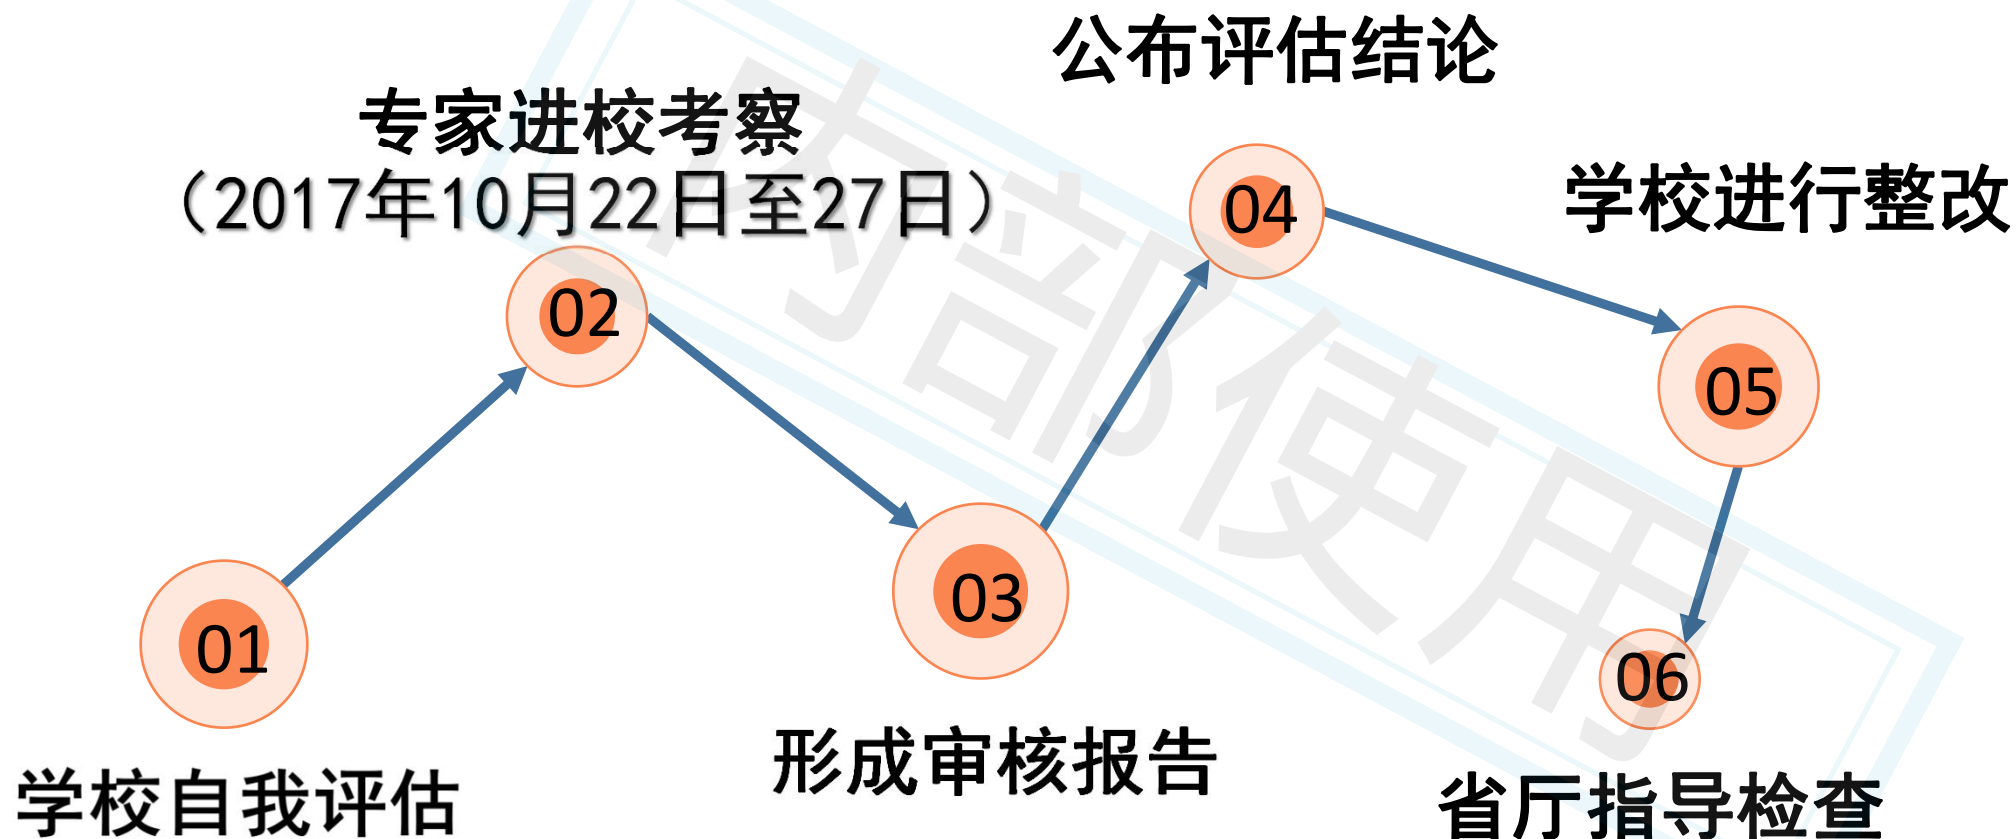 01
学校自我评估
专家进校考察
（2017年10月22日至27日）
02
03
形成审核报告
公布评估结论
04
学校进行整改
05
06
省厅指导检查
内部使用